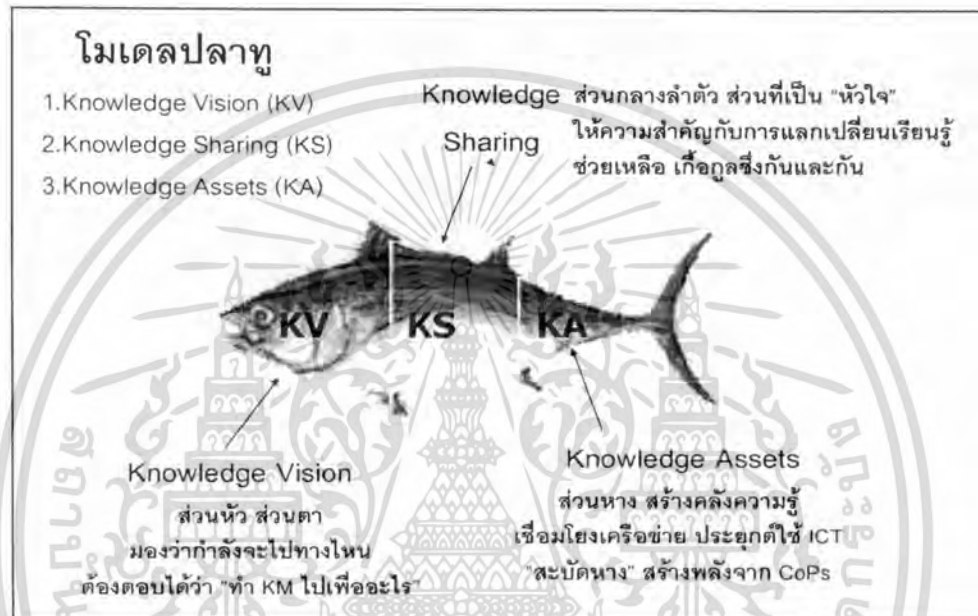 โมเดลปลาทู
1.Knowledge Vision (KV)
2.Knowledge Sharing (KS)
3.Knowledge Assets (KA)
Knowledge Sharing
ส่วนกลางลำตัว ส่วนที่เป็น "หัวใจ"
ให้ความสำคัญกับการแลกเปลี่ยนเรียนรู้
ช่วยเหลือ เกื้อกูลซึ่งกันและกัน
KV
KS
KA
Knowledge Vision
ส่วนหัว ส่วนตา
มองว่ากำลังจะไปทางไหน
ต้องตอบได้ว่า "ทำ KM ไปเพื่ออะไร"
Knowledge Assets
ส่วนหาง สร้างคลังความรู้
เชื่อมโยงเครือข่าย ประยุกต์ใช้ ICT
"สะบัดหาง" สร้างพลังจาก CoPs